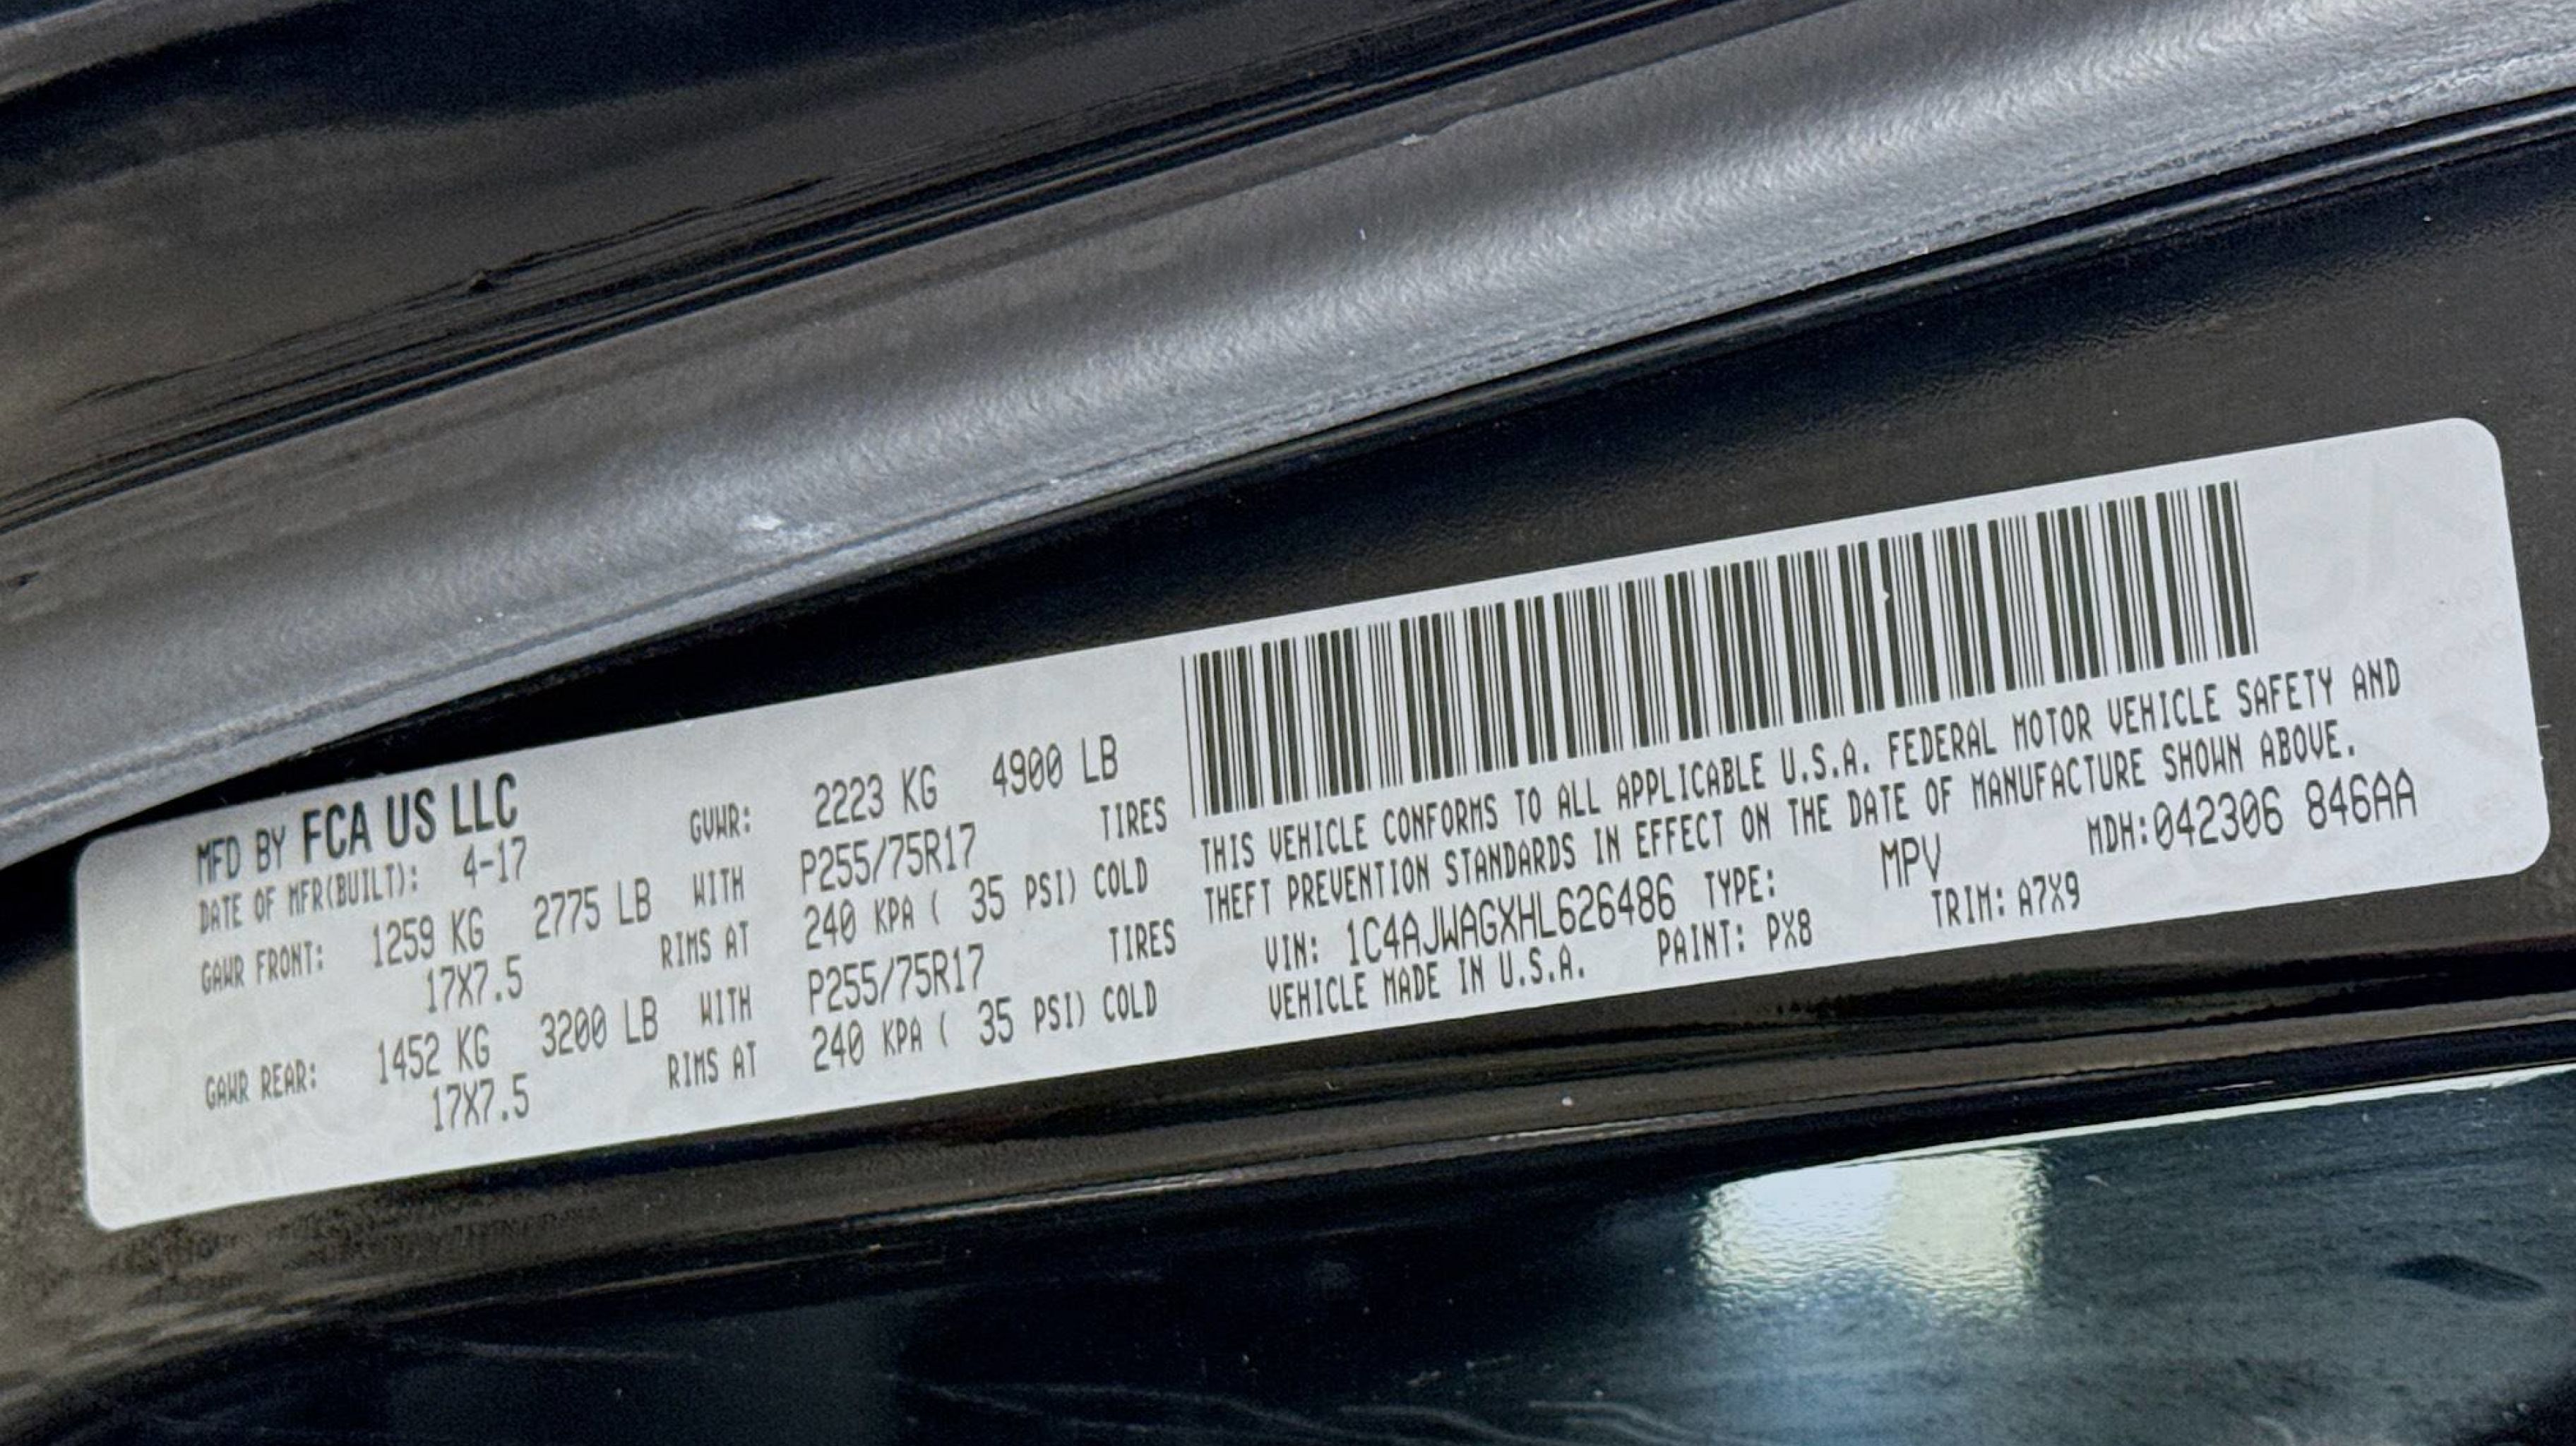 MFD BY FCA US LLC
DATE OF MFR(BUILT): 4-17 GVWR: 2223 KG 4900 LB
GAWR FRONT: 1259 KG 2775 LB WITH P255/75R17 TIRES
17X7.5 RIMS AT 240 KPA ( 35 PSI) COLD
GAWR REAR: 1452 KG 3200 LB WITH P255/75R17 TIRES
17X7.5 RIMS AT 240 KPA ( 35 PSI) COLD
THIS VEHICLE CONFORMS TO ALL APPLICABLE U.S.A. FEDERAL MOTOR VEHICLE SAFETY AND
THEFT PREVENTION STANDARDS IN EFFECT ON THE DATE OF MANUFACTURE SHOWN ABOVE.
VIN: 1C4AJWAGXHL626486 TYPE: MPV MDH:042306 846AA
VEHICLE MADE IN U.S.A. PAINT: PX8 TRIM: A7X9